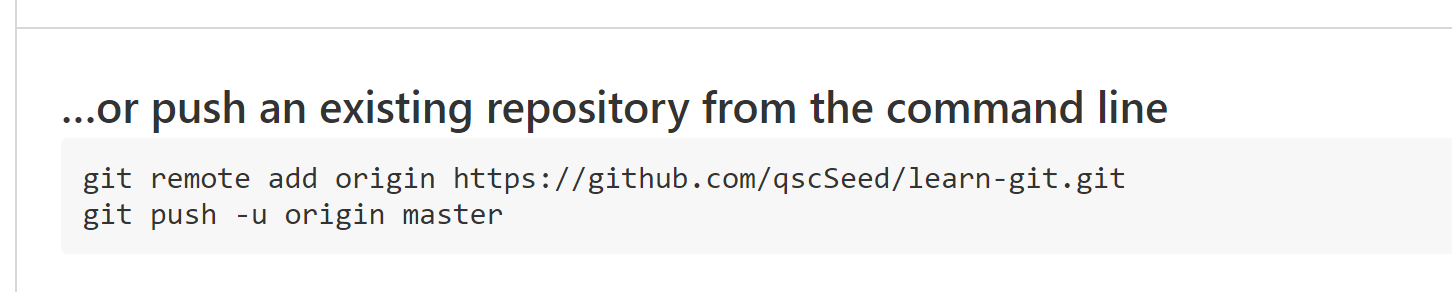 ...or push an existing repository from the command line
git remote add origin https://github.com/qscSeed/learn-git.git
git push -u origin master